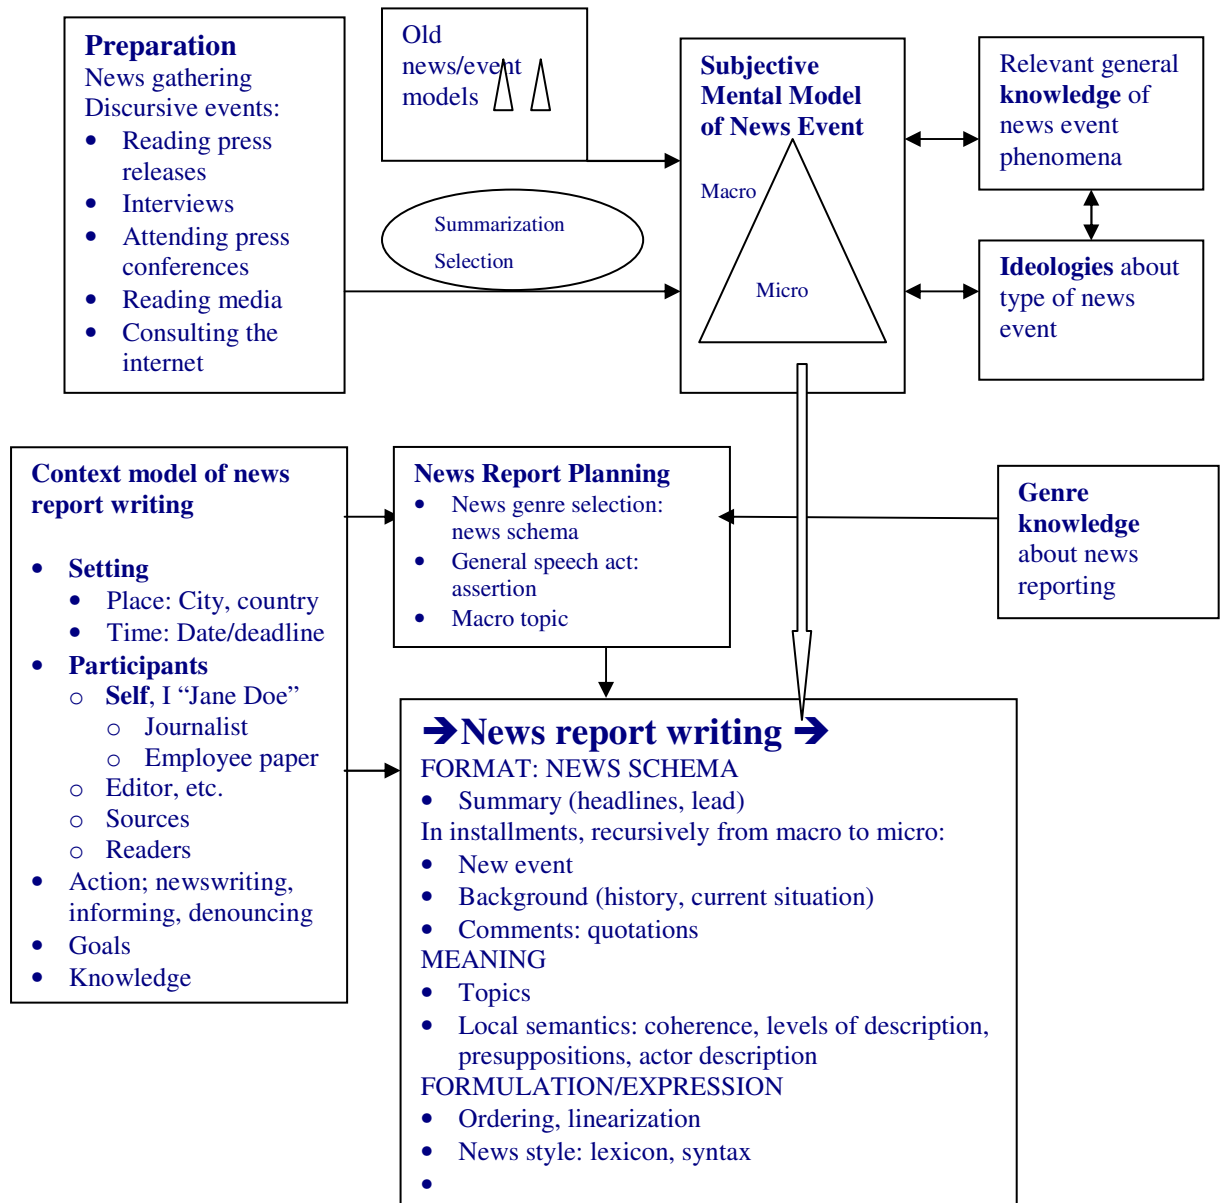 Preparation
News gathering
Discursive events:
• Reading press
releases
• Interviews
• Attending press
conferences
• Reading media
• Consulting the
internet
Old
news/event
models
Summarization
Selection
Subjective
Mental Model
of News Event
Macro
Micro
Relevant general
knowledge of
news event
phenomena
Ideologies about
type of news
event
Context model of news
report writing
• Setting
• Place: City, country
• Time: Date/deadline
• Participants
o Self, I “Jane Doe”
o Journalist
o Employee paper
o Editor, etc.
o Sources
o Readers
• Action; newswriting,
informing, denouncing
• Goals
• Knowledge
News Report Planning
• News genre selection:
news schema
• General speech act:
assertion
• Macro topic
Genre
knowledge
about news
reporting
➔News report writing ➔
FORMAT: NEWS SCHEMA
• Summary (headlines, lead)
In installments, recursively from macro to micro:
• New event
• Background (history, current situation)
• Comments: quotations
MEANING
• Topics
• Local semantics: coherence, levels of description,
presuppositions, actor description
FORMULATION/EXPRESSION
• Ordering, linearization
• News style: lexicon, syntax
•